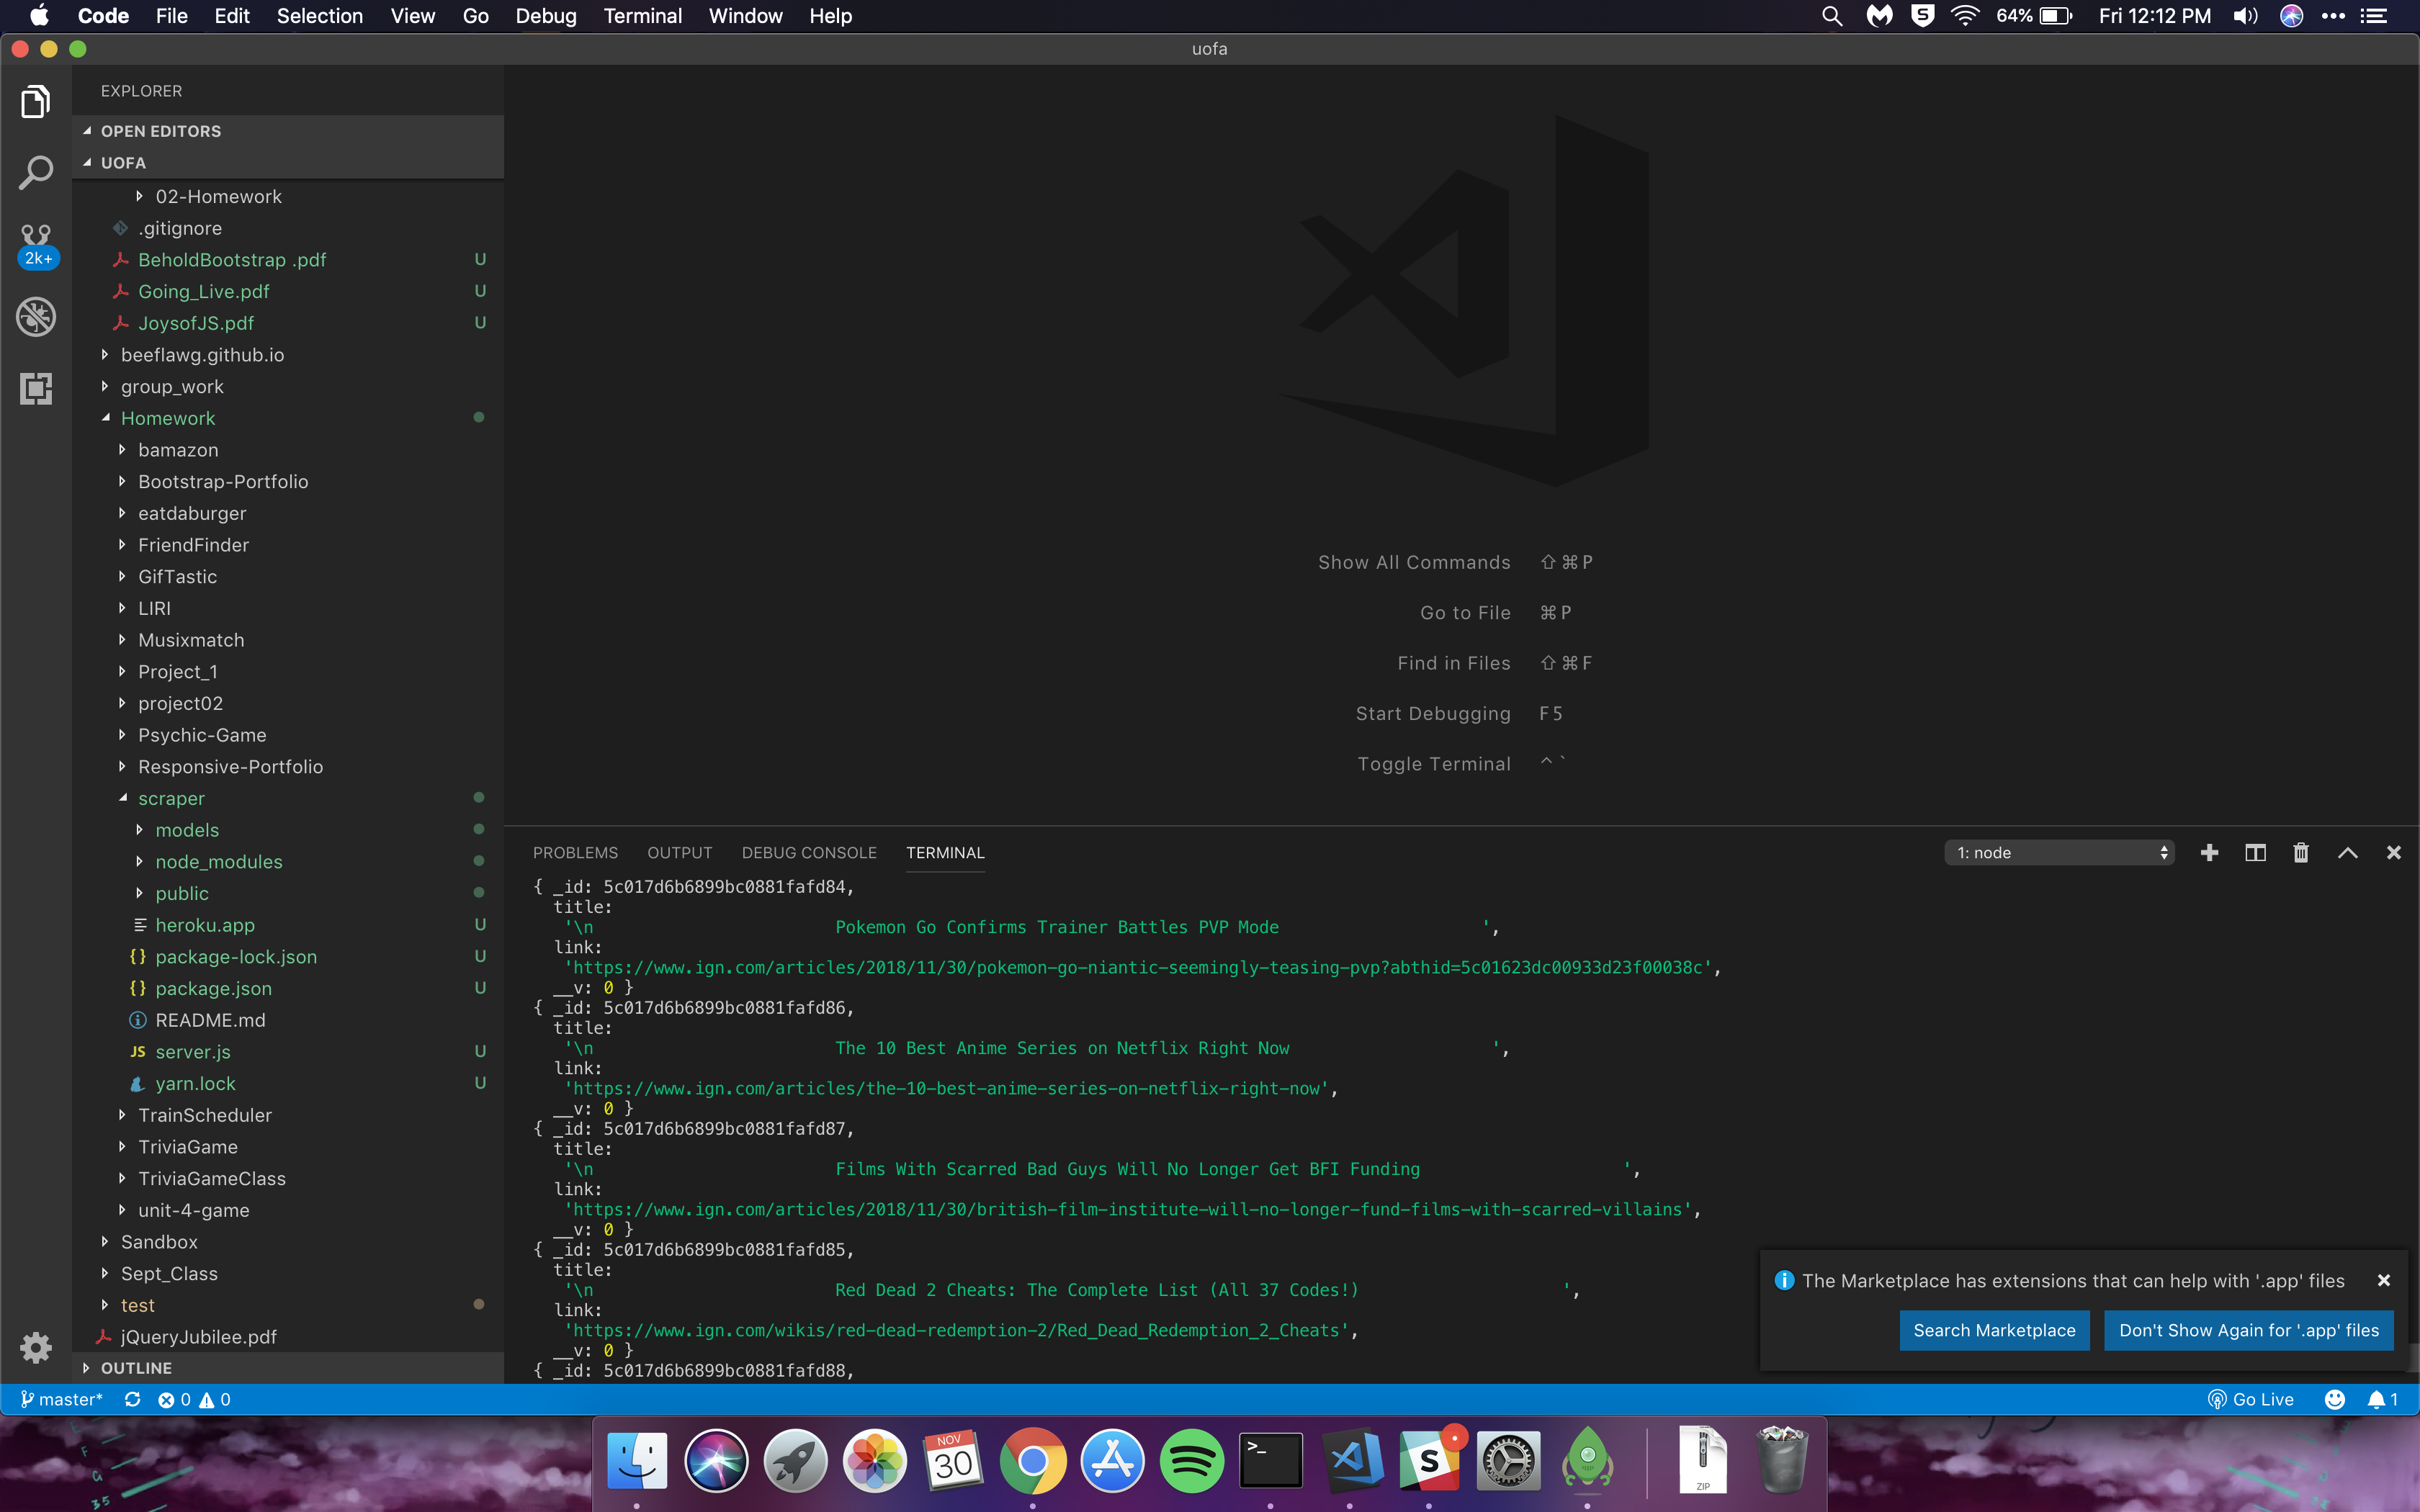 Code File Edit Selection View Go Debug Terminal Window Help 64% Fri 12:12 PM
uofa
EXPLORER
OPEN EDITORS
UOFA
02-Homework
.gitignore
BeholdBootstrap .pdf U
Going_Live.pdf U
JoysofJS.pdf U
beeflawg.github.io
group_work
Homework
bamazon
Bootstrap-Portfolio
eatdaburger
FriendFinder
GifTastic
LIRI
Musixmatch
Project_1
project02
Psychic-Game
Responsive-Portfolio
scraper
models
node_modules
public
heroku.app U
package-lock.json U
package.json U
README.md
JS server.js U
yarn.lock U
TrainScheduler
TriviaGame
TriviaGameClass
unit-4-game
Sandbox
Sept_Class
test
jQueryJubilee.pdf
OUTLINE
2k+
Show All Commands ⇧⌘P
Go to File ⌘P
Find in Files ⇧⌘F
Start Debugging F5
Toggle Terminal ^`
PROBLEMS OUTPUT DEBUG CONSOLE TERMINAL 1: node
{ _id: 5c017d6b6899bc0881fafd84,
title:
'\n Pokemon Go Confirms Trainer Battles PVP Mode ',
link:
'https://www.ign.com/articles/2018/11/30/pokemon-go-niantic-seemingly-teasing-pvp?abthid=5c01623dc00933d23f00038c',
__v: 0 }
{ _id: 5c017d6b6899bc0881fafd86,
title:
'\n The 10 Best Anime Series on Netflix Right Now ',
link:
'https://www.ign.com/articles/the-10-best-anime-series-on-netflix-right-now',
__v: 0 }
{ _id: 5c017d6b6899bc0881fafd87,
title:
'\n Films With Scarred Bad Guys Will No Longer Get BFI Funding ',
link:
'https://www.ign.com/articles/2018/11/30/british-film-institute-will-no-longer-fund-films-with-scarred-villains',
__v: 0 }
{ _id: 5c017d6b6899bc0881fafd85,
title:
'\n Red Dead 2 Cheats: The Complete List (All 37 Codes!) ',
link:
'https://www.ign.com/wikis/red-dead-redemption-2/Red_Dead_Redemption_2_Cheats',
__v: 0 }
{ _id: 5c017d6b6899bc0881fafd88,
The Marketplace has extensions that can help with '.app' files
Search Marketplace Don't Show Again for '.app' files
master* 0 0 Go Live 1
NOV
30
ZIP
35